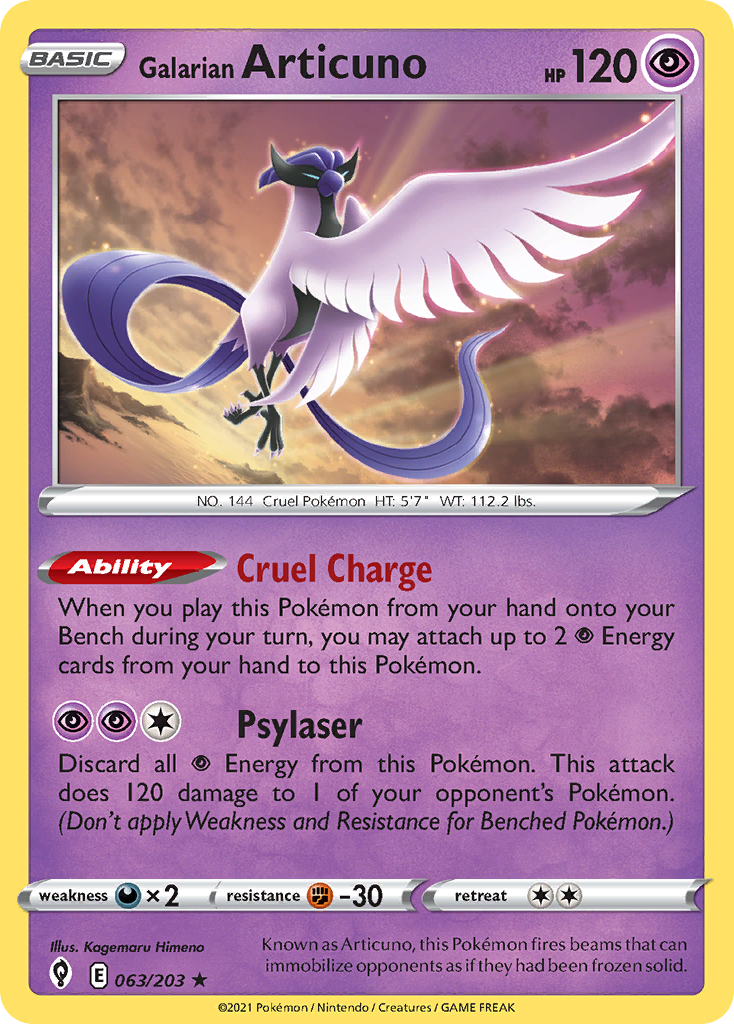 BASIC
Galarian Articuno
HP 120
NO. 144 Cruel Pokémon HT: 5'7" WT: 112.2 lbs.
Ability Cruel Charge
When you play this Pokémon from your hand onto your
Bench during your turn, you may attach up to 2 Energy
cards from your hand to this Pokémon.
Psylaser
Discard all Energy from this Pokémon. This attack
does 120 damage to 1 of your opponent's Pokémon.
(Don't apply Weakness and Resistance for Benched Pokémon.)
weakness ×2 resistance -30 retreat
Illus. Kagemaru Himeno
Known as Articuno, this Pokémon fires beams that can
immobilize opponents as if they had been frozen solid.
E 063/203 ★
©2021 Pokémon / Nintendo / Creatures / GAME FREAK